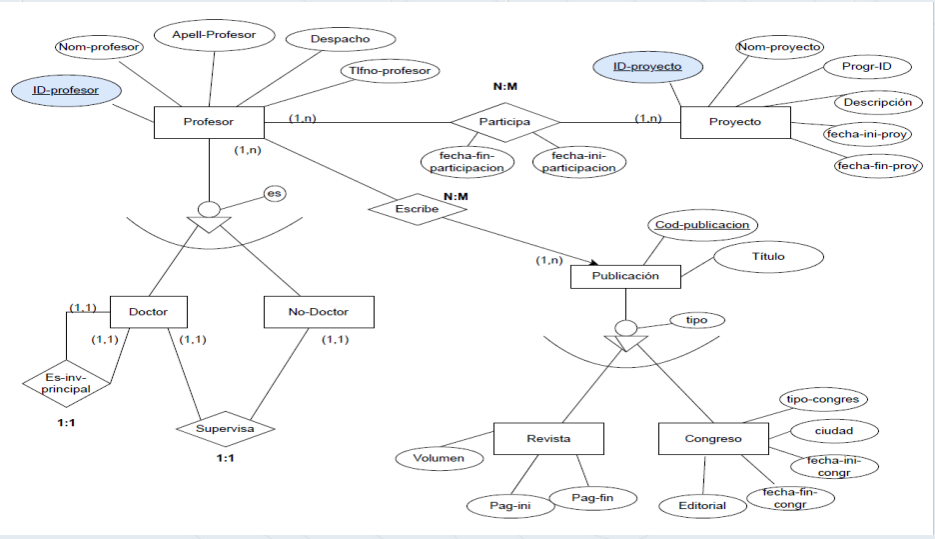 Nom-profesor
Apell-Profesor
Despacho
Tlfno-profesor
ID-profesor
Profesor
(1,n)
N:M
Participa
fecha-fin-
participacion
fecha-ini-
participacion
(1,n)
ID-proyecto
Nom-proyecto
Progr-ID
Descripción
fecha-ini-proy
fecha-fin-proy
Proyecto
(1,n)
es
Escribe
N:M
(1,n)
Cod-publicacion
Título
Publicación
tipo
(1,1)
Doctor
(1,1)
(1,1)
No-Doctor
(1,1)
Es-inv-
principal
1:1
Supervisa
1:1
Revista
Volumen
Pag-ini
Pag-fin
Congreso
tipo-congres
ciudad
fecha-ini-
congr
fecha-fin-
congr
Editorial